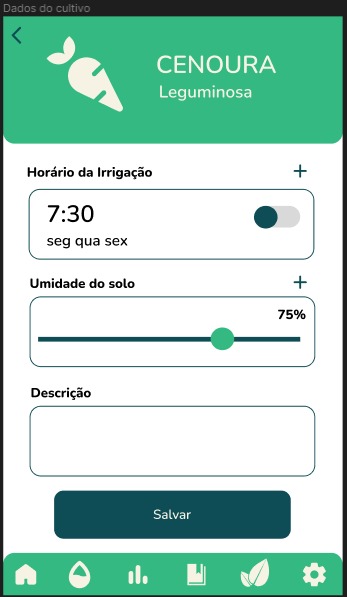 Dados do cultivo
CENOURA
Leguminosa
Horário da Irrigação
7:30
seg qua sex
Umidade do solo
75%
Descrição
Salvar